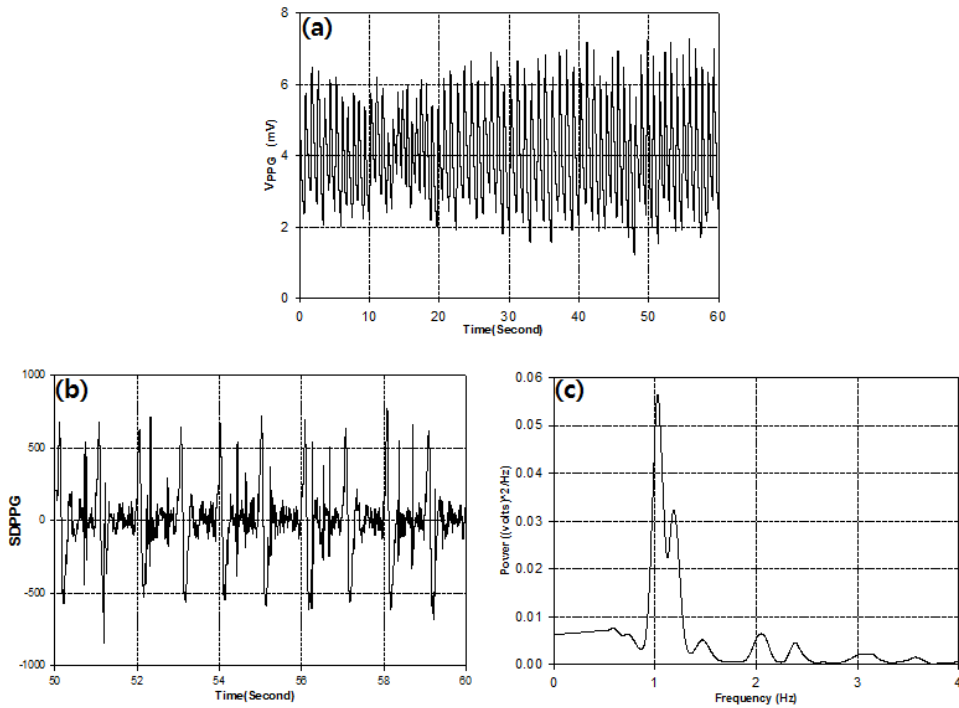 (a)
8
6
4
2
0
V_PPG (mV)
0 10 20 30 40 50 60
Time(Second)
(b)
1000
500
0
-500
-1000
SDPPG
50 52 54 56 58 60
Time(Second)
(c)
0.06
0.05
0.04
0.03
0.02
0.01
0.00
Power ((volts)^2/Hz)
0 1 2 3 4
Frequency (Hz)